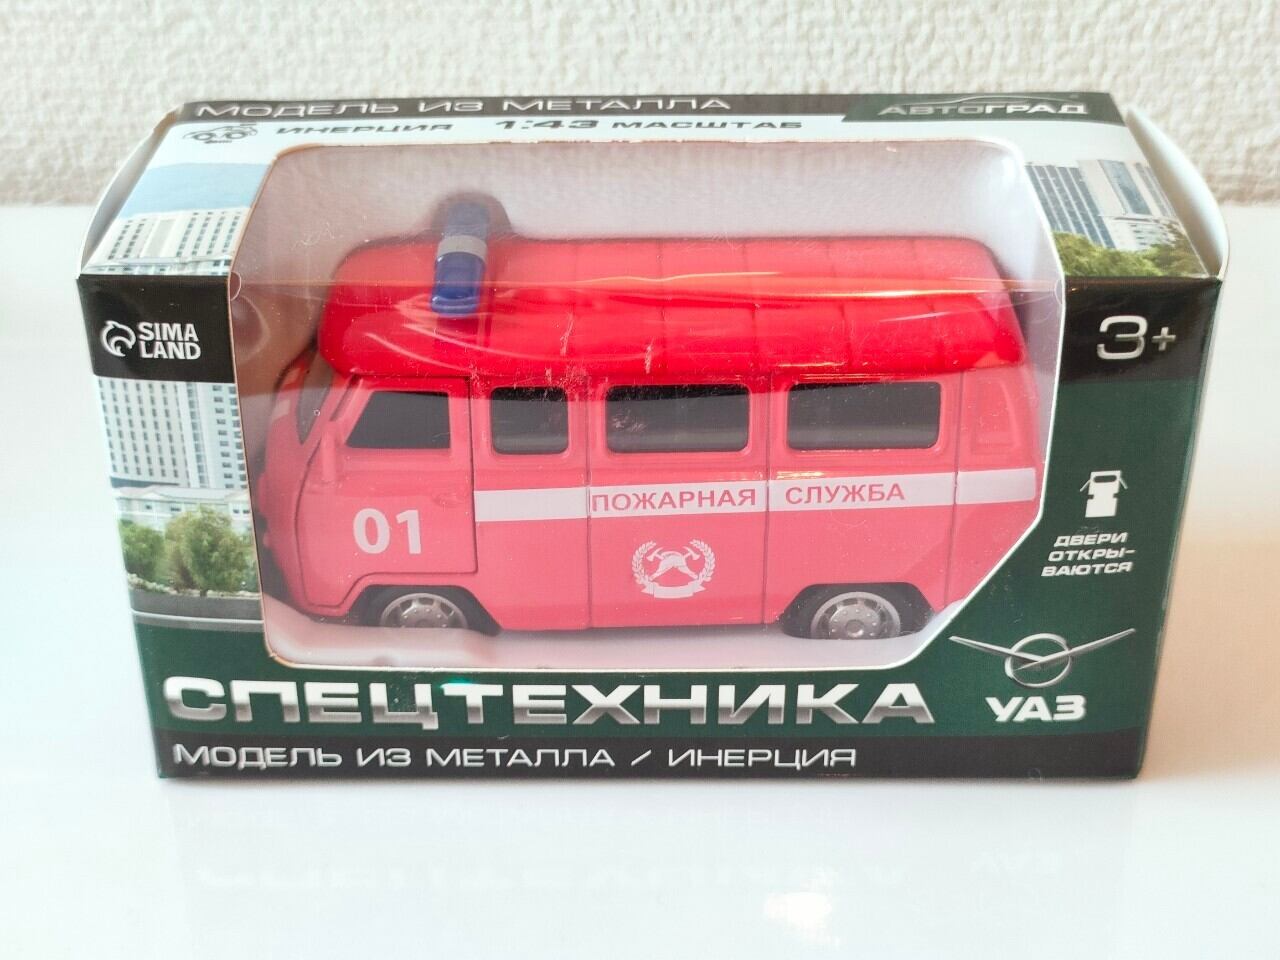 МОДЕЛЬ ИЗ МЕТАЛЛА
АВТОГРАД
ИНЕРЦИЯ 1:43 МАСШТАБ
SIMA
LAND
3+
ПОЖАРНАЯ СЛУЖБА
01
ДВЕРИ
ОТКРЫ-
ВАЮТСЯ
СПЕЦТЕХНИКА
УАЗ
МОДЕЛЬ ИЗ МЕТАЛЛА / ИНЕРЦИЯ